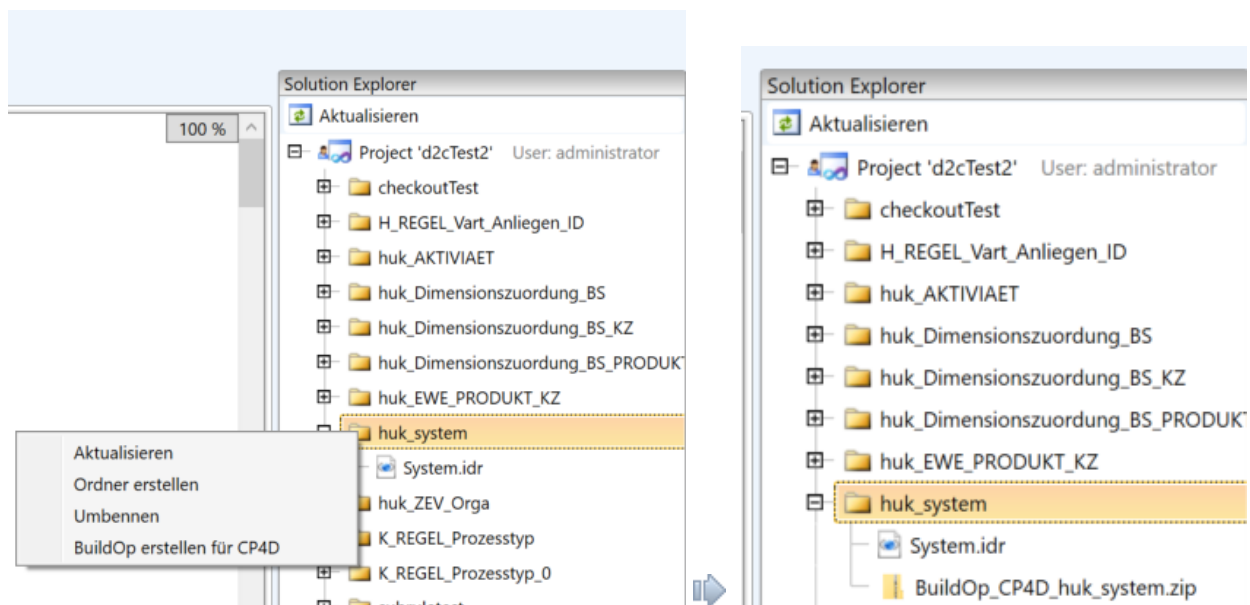 Solution Explorer
Aktualisieren
100 %
Project 'd2cTest2' User: administrator
checkoutTest
H_REGEL_Vart_Anliegen_ID
huk_AKTIVIAET
huk_Dimensionszuordung_BS
huk_Dimensionszuordung_BS_KZ
huk_Dimensionszuordung_BS_PRODUK
huk_EWE_PRODUKT_KZ
huk_system
System.idr
huk_ZEV_Orga
K_REGEL_Prozesstyp
K_REGEL_Prozesstyp_0
Aktualisieren
Ordner erstellen
Umbennen
BuildOp erstellen für CP4D
Solution Explorer
Aktualisieren
Project 'd2cTest2' User: administrator
checkoutTest
H_REGEL_Vart_Anliegen_ID
huk_AKTIVIAET
huk_Dimensionszuordung_BS
huk_Dimensionszuordung_BS_KZ
huk_Dimensionszuordung_BS_PRODUK
huk_EWE_PRODUKT_KZ
huk_system
System.idr
BuildOp_CP4D_huk_system.zip